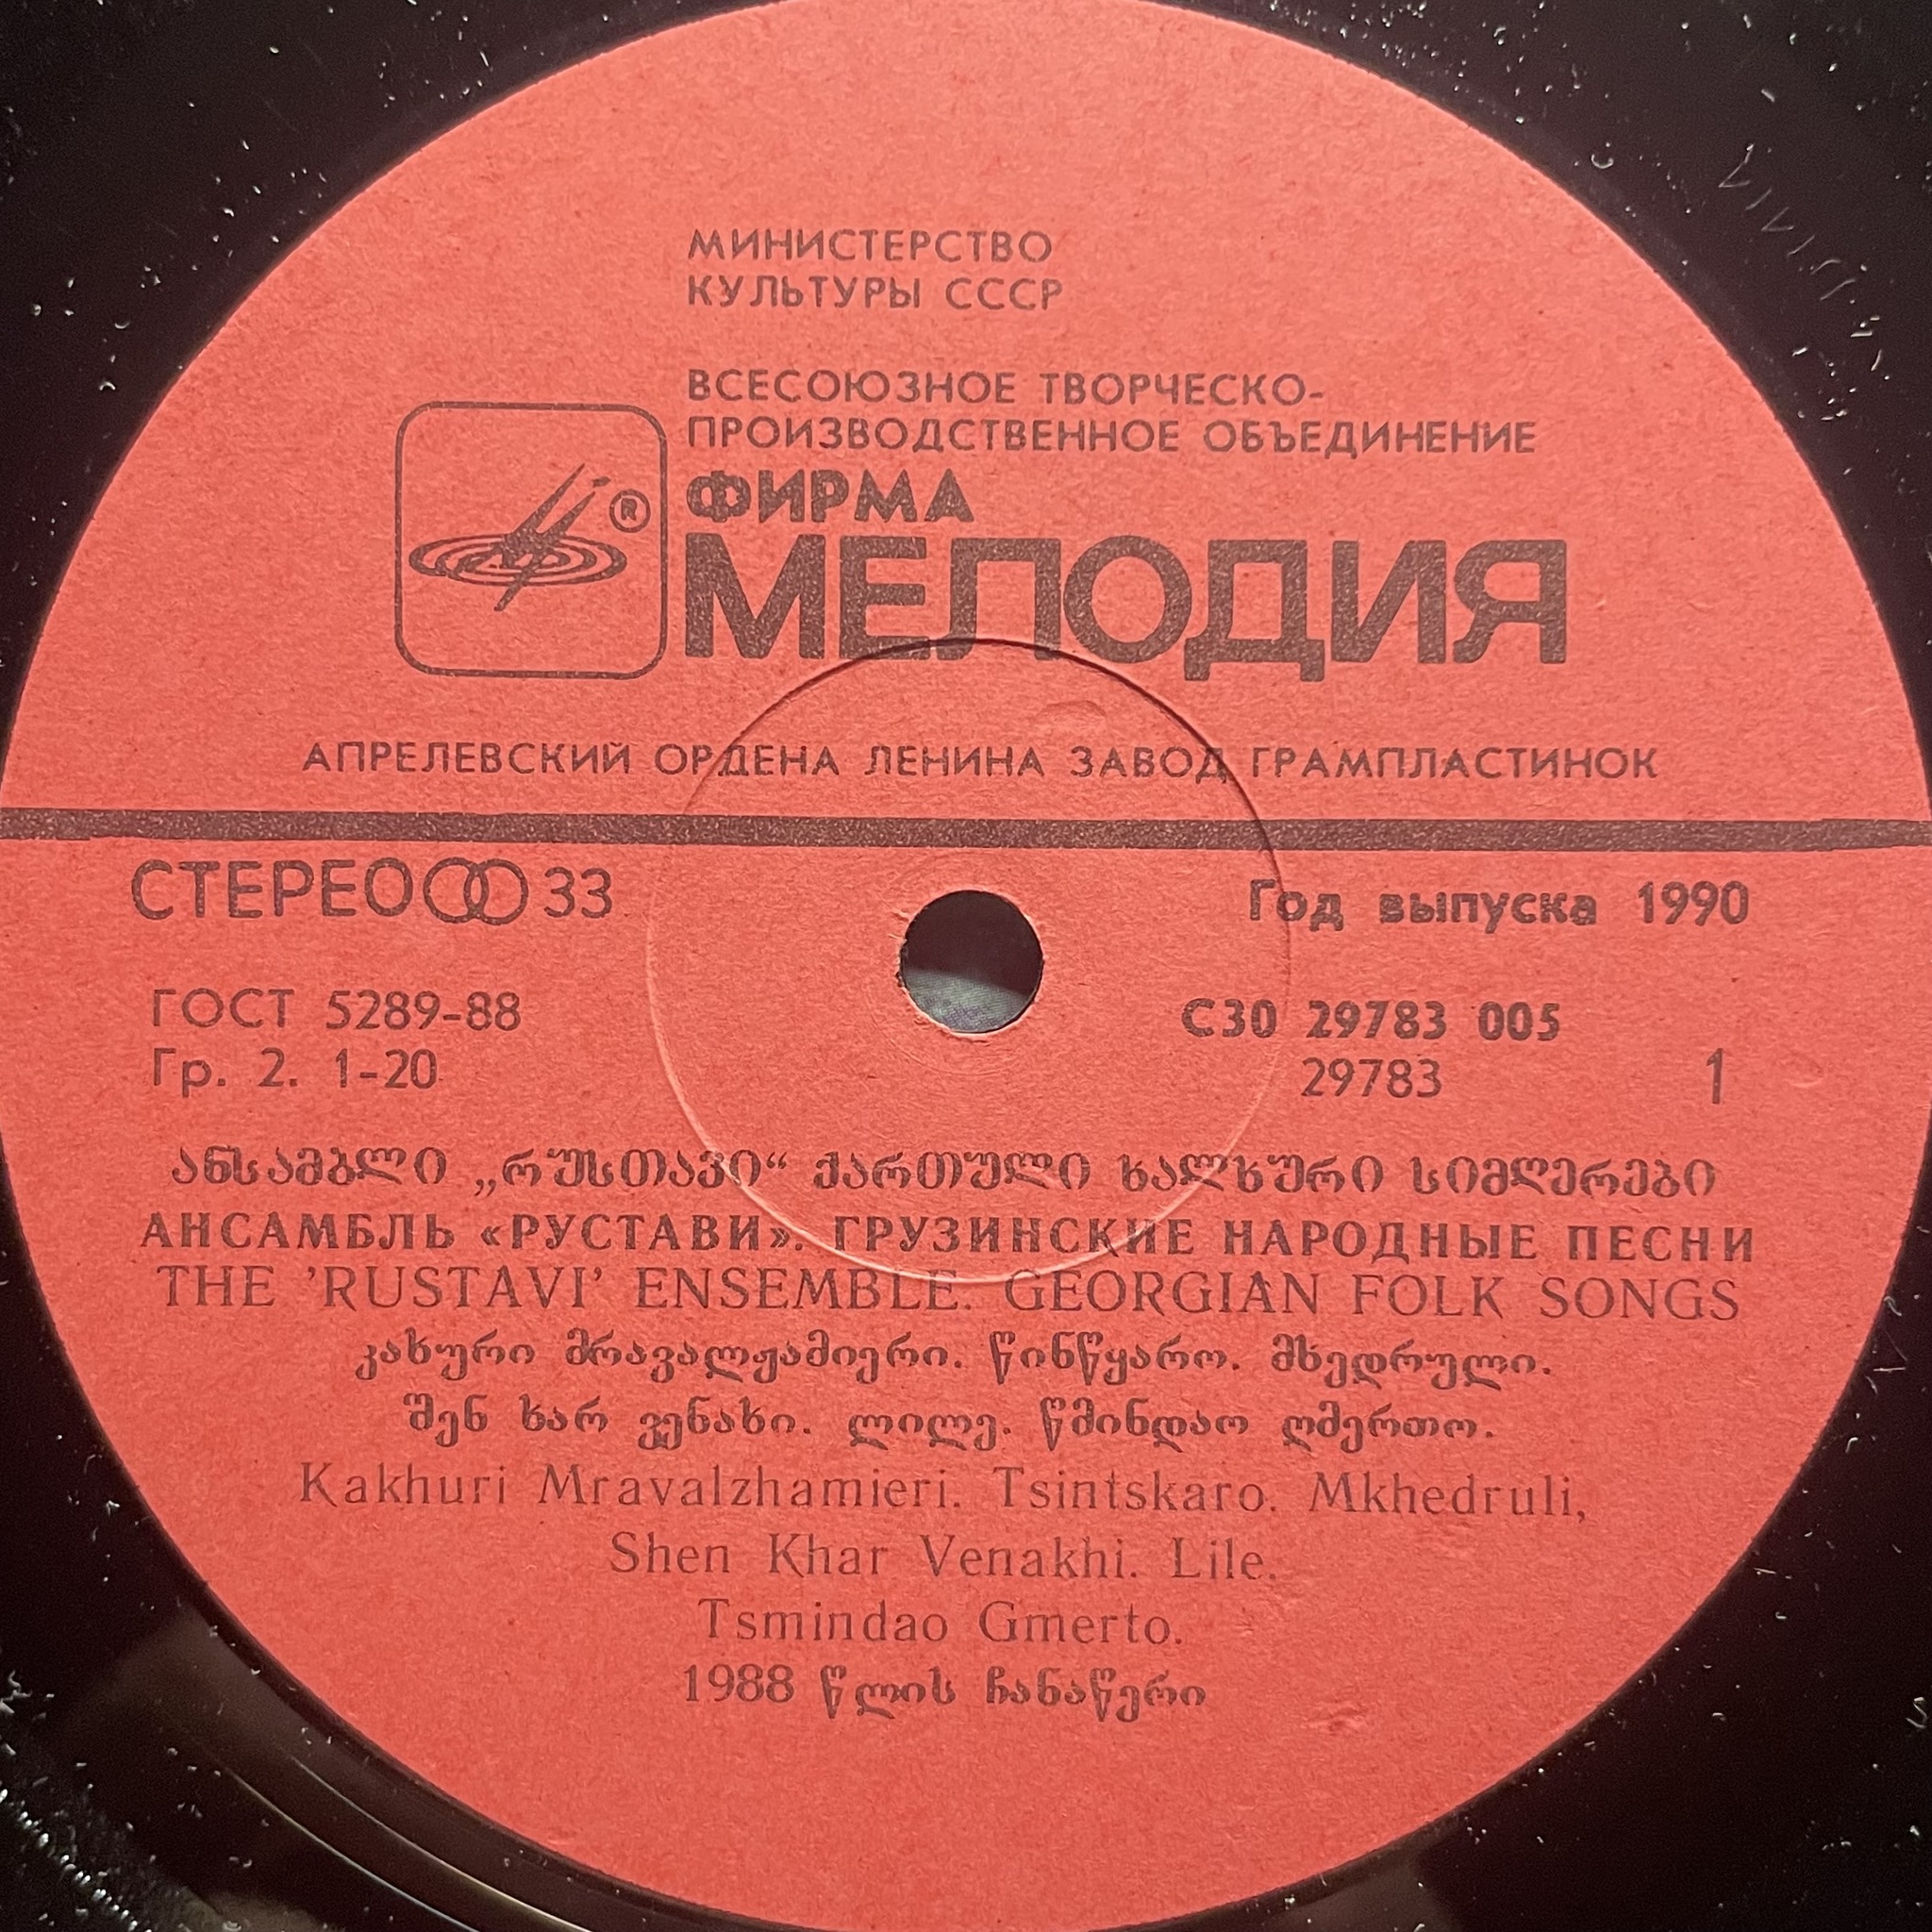 МИНИСТЕРСТВО
КУЛЬТУРЫ СССР
ВСЕСОЮЗНОЕ ТВОРЧЕСКО-
ПРОИЗВОДСТВЕННОЕ ОБЪЕДИНЕНИЕ
®
ФИРМА
МЕЛОДИЯ
АПРЕЛЕВСКИЙ ОРДЕНА ЛЕНИНА ЗАВОД ГРАМПЛАСТИНОК
СТЕРЕО 33
Год выпуска 1990
ГОСТ 5289-88
Гр. 2. 1-20
С30 29783 005
29783 1
ანსამბლი „რუსთავი“ ქართული ხალხური სიმღერები
АНСАМБЛЬ «РУСТАВИ». ГРУЗИНСКИЕ НАРОДНЫЕ ПЕСНИ
THE 'RUSTAVI' ENSEMBLE. GEORGIAN FOLK SONGS
კახური მრავალჟამიერი. წინწყარო. მხედრული.
შენ ხარ ვენახი. ლილე. წმინდაო ღმერთო.
Kakhuri Mravalzhamieri. Tsintskaro. Mkhedruli,
Shen Khar Venakhi. Lile.
Tsmindao Gmerto.
1988 წლის ჩანაწერი